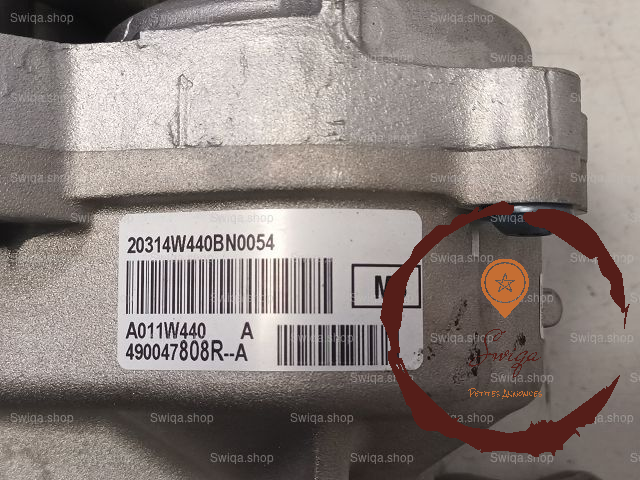 20314W440BN0054
M
A011W440 A
490047808R--A
Swiqa
PETITES ANNONCES
Swiqa.shop